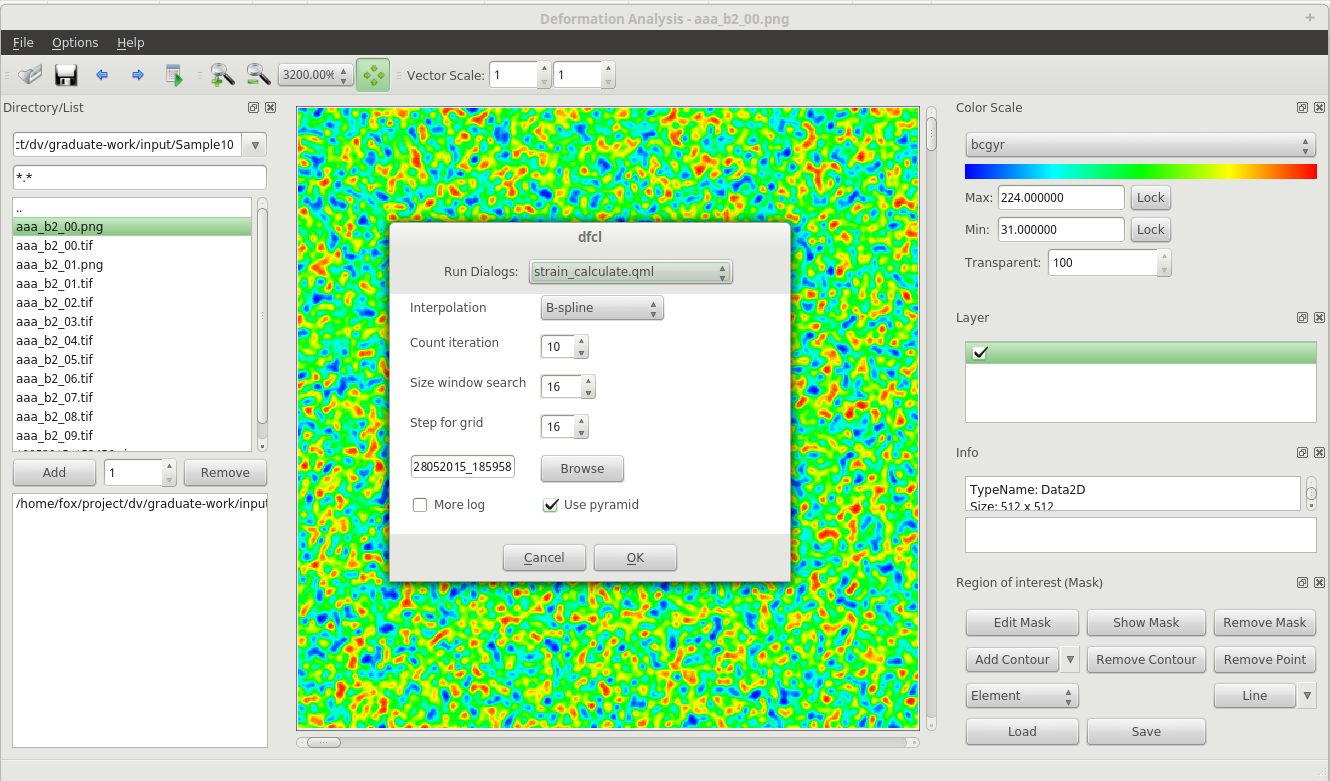 Deformation Analysis - aaa_b2_00.png
File Options Help
3200.00% Vector Scale: 1 1
Directory/List
:t/dv/graduate-work/input/Sample10
*.*
..
aaa_b2_00.png
aaa_b2_00.tif
aaa_b2_01.png
aaa_b2_01.tif
aaa_b2_02.tif
aaa_b2_03.tif
aaa_b2_04.tif
aaa_b2_05.tif
aaa_b2_06.tif
aaa_b2_07.tif
aaa_b2_08.tif
aaa_b2_09.tif
Add 1 Remove
/home/fox/project/dv/graduate-work/input
dfcl
Run Dialogs: strain_calculate.qml
Interpolation B-spline
Count iteration 10
Size window search 16
Step for grid 16
28052015_185958 Browse
More log Use pyramid
Cancel OK
Color Scale
bcgyr
Max: 224.000000 Lock
Min: 31.000000 Lock
Transparent: 100
Layer
Info
TypeName: Data2D
Size: 512 x 512
Region of interest (Mask)
Edit Mask Show Mask Remove Mask
Add Contour Remove Contour Remove Point
Element Line
Load Save